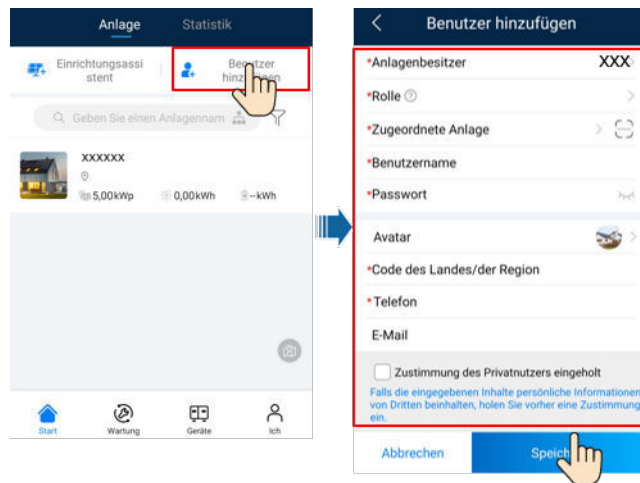 Anlage Statistik
Einrichtungsassi
stent
Benutzer
hinzufügen
Geben Sie einen Anlagennam
XXXXXX
5,00kWp 0,00kWh --kWh
Start Wartung Geräte Ich
Benutzer hinzufügen
*Anlagenbesitzer XXX
*Rolle
*Zugeordnete Anlage
*Benutzername
*Passwort
Avatar
*Code des Landes/der Region
*Telefon
E-Mail
Zustimmung des Privatnutzers eingeholt
Falls die eingegebenen Inhalte persönliche Informationen
von Dritten beinhalten, holen Sie vorher eine Zustimmung
ein.
Abbrechen Speich